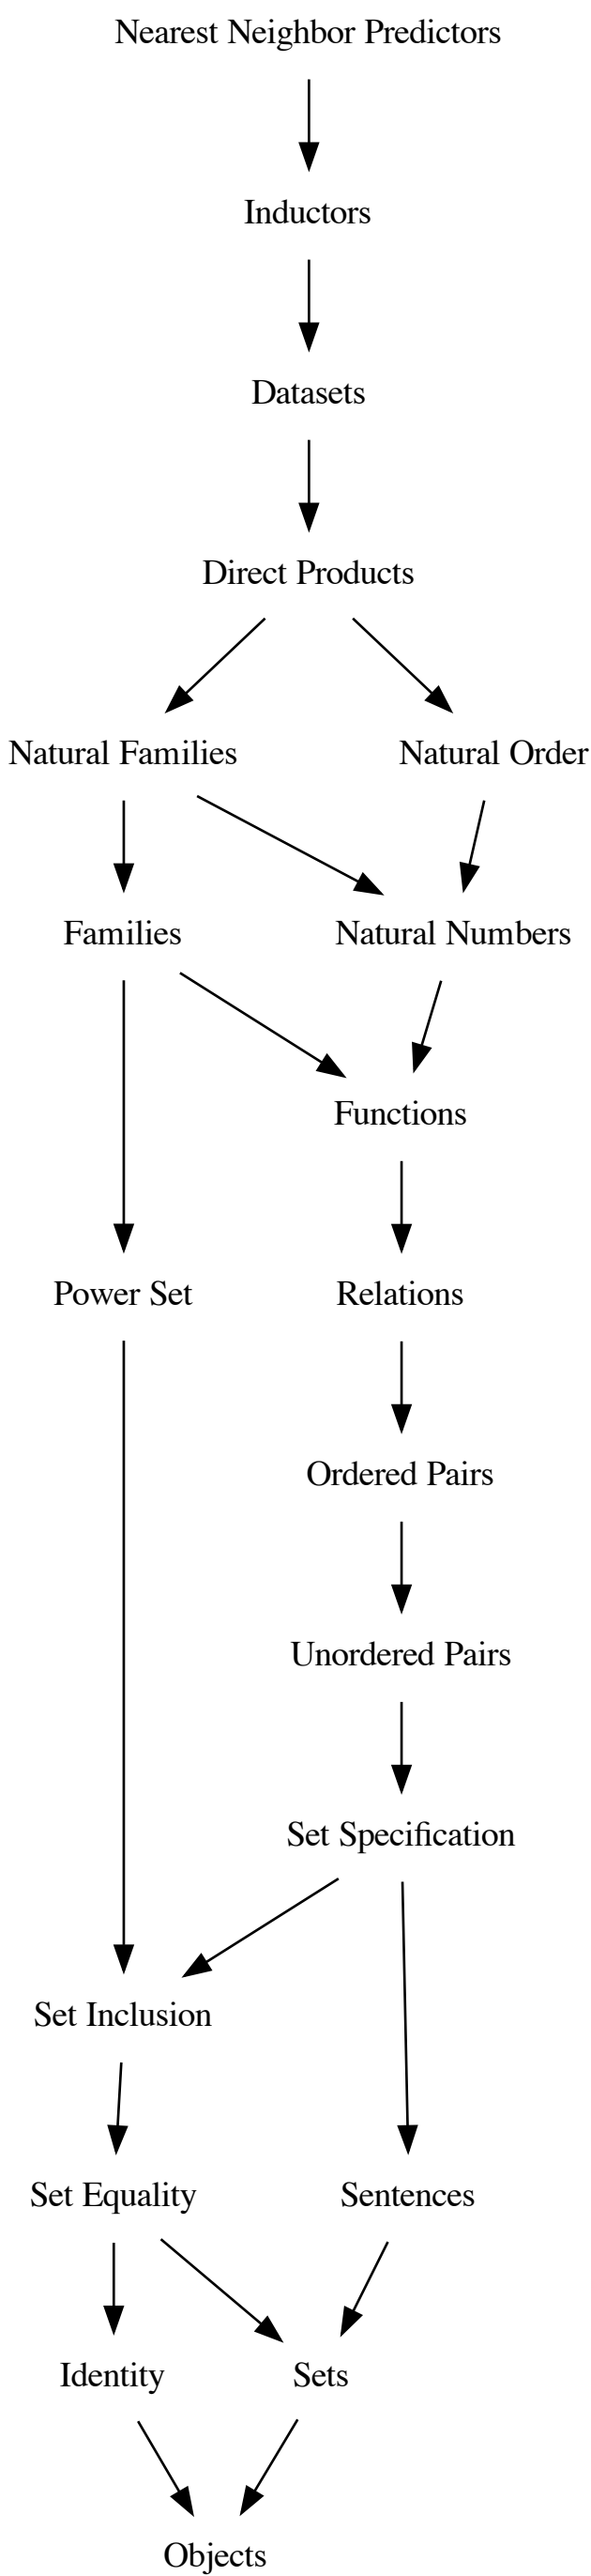 Nearest Neighbor Predictors
Inductors
Datasets
Direct Products
Natural Families
Natural Order
Families
Natural Numbers
Functions
Power Set
Relations
Ordered Pairs
Unordered Pairs
Set Specification
Set Inclusion
Set Equality
Sentences
Identity
Sets
Objects